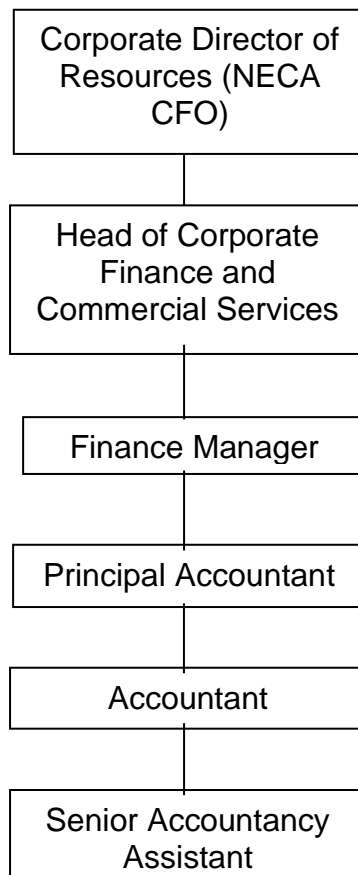 Corporate Director of
Resources (NECA
CFO)
Head of Corporate
Finance and
Commercial Services
Finance Manager
Principal Accountant
Accountant
Senior Accountancy
Assistant